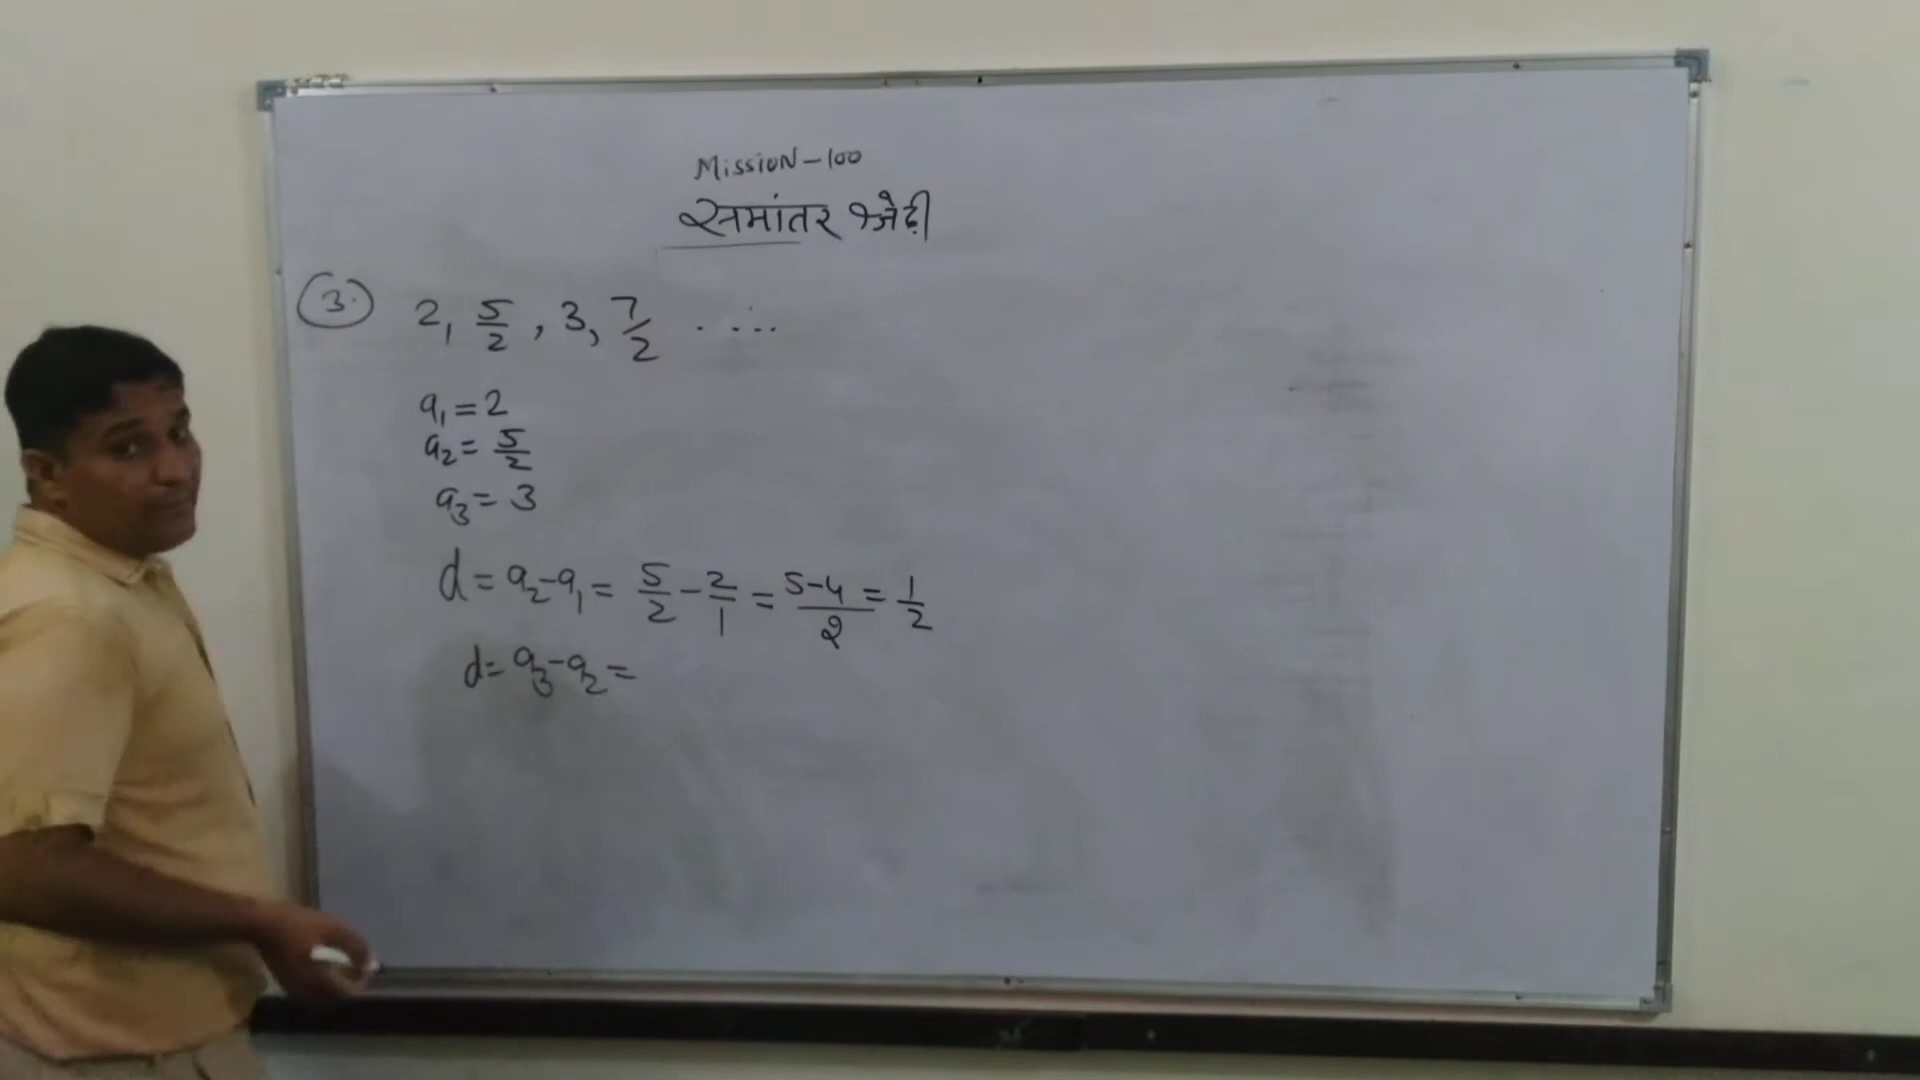 MISSION-100
समांतर श्रेढ़ी
3. 2, 5/2, 3, 7/2 .....
a₁ = 2
a₂ = 5/2
a₃ = 3
d = a₂-a₁ = 5/2 - 2/1 = 5-4/2 = 1/2
d = a₃-a₂ =